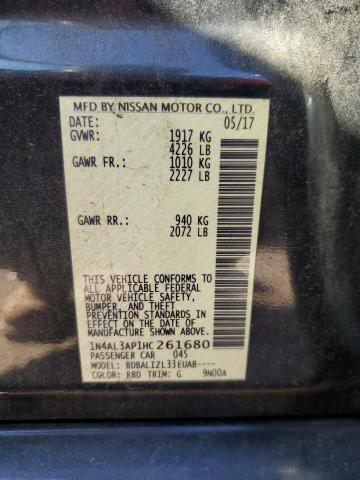 MFD BY NISSAN MOTOR CO., LTD.
DATE: 05/17
GVWR: 1917 KG
4226 LB
GAWR FR.: 1010 KG
2227 LB
GAWR RR.: 940 KG
2072 LB
THIS VEHICLE CONFORMS TO
ALL APPLICABLE FEDERAL
MOTOR VEHICLE SAFETY,
BUMPER, AND THEFT
PREVENTION STANDARDS IN
EFFECT ON THE DATE OF
MANUFACTURE SHOWN ABOVE.
1N4AL3AP1HC261680
PASSENGER CAR 045
MODEL: BDBALIZL33EUAB----
COLOR: RBD TRIM: G 9N00A